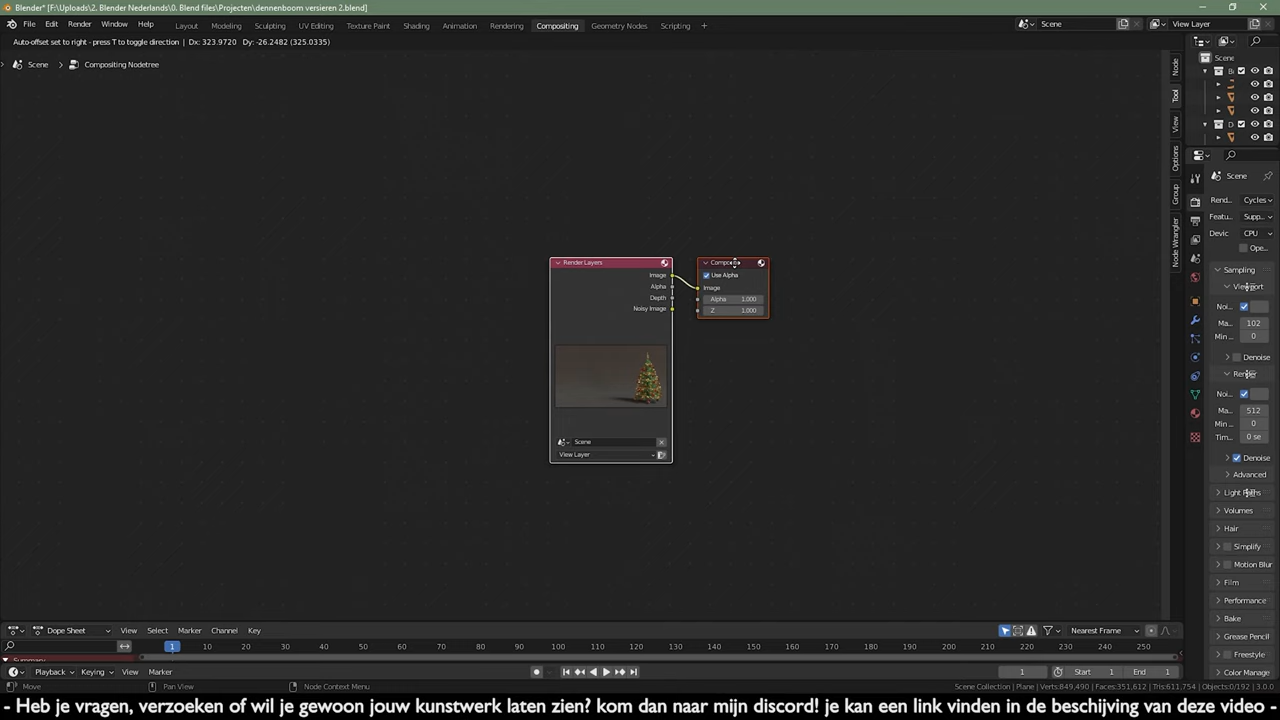 Blender* [F:\Uploads\2. Blender Nederlands\0. Blend files\Projecten\dennenboom versieren 2.blend]
File Edit Render Window Help Layout Modeling Sculpting UV Editing Texture Paint Shading Animation Rendering Compositing Geometry Nodes Scripting Scene View Layer
Auto-offset set to right - press T to toggle direction | Dx: 323.9720 Dy: -26.2482 (325.0335)
Scene > Compositing Nodetree
Node
Tool
View
Options
Group
Node Wrangler
Render Layers
Image
Alpha
Depth
Noisy Image
Scene
View Layer
Use Alpha
Image
Alpha 1.000
Z 1.000
Scene
Scene
Rend...
Cycles
Featu...
Supp...
Devic
CPU
Ope...
Sampling
Noi...
Ma... 102
Min ... 0
Denoise
Noi...
Ma... 512
Min ... 0
Tim... 0 se
Denoise
Advanced
Volumes
Hair
Simplify
Motion Blur
Film
Performance
Bake
Grease Pencil
Freestyle
Color Manage
Dope Sheet View Select Marker Channel Key Nearest Frame
1 10 20 30 40 50 60 70 80 90 100 110 120 130 140 150 160 170 180 190 200 210 220 230 240 250
Summary
Playback Keying View Marker 1 Start 1 End 1
Move Pan View Node Context Menu Scene Collection | Plane | Verts:849,490 | Faces:351,612 | Tris:611,754 | Objects:0/192 | 3.0.0
- Heb je vragen, verzoeken of wil je gewoon jouw kunstwerk laten zien? kom dan naar mijn discord! je kan een link vinden in de beschrijving van deze video -